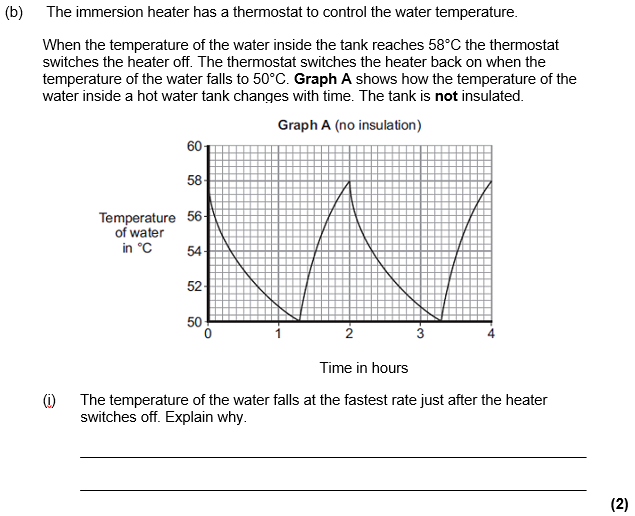 (b) The immersion heater has a thermostat to control the water temperature.
When the temperature of the water inside the tank reaches 58°C the thermostat
switches the heater off. The thermostat switches the heater back on when the
temperature of the water falls to 50°C. Graph A shows how the temperature of the
water inside a hot water tank changes with time. The tank is not insulated.
Graph A (no insulation)
60
58
56
54
52
50
Temperature
of water
in °C
0 1 2 3 4
Time in hours
(i) The temperature of the water falls at the fastest rate just after the heater
switches off. Explain why.
(2)